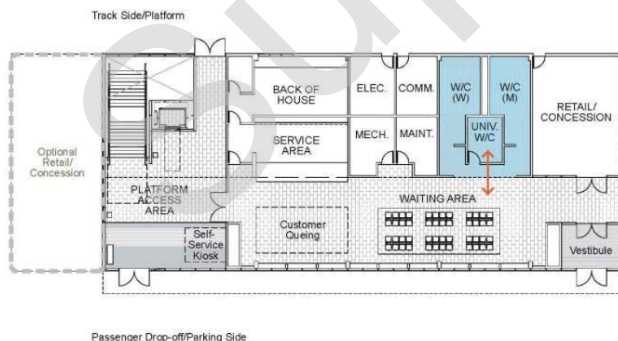 Track Side/Platform
Optional
Retail/
Concession
PLATFORM
ACCESS
AREA
Self-
Service
Kiosk
BACK OF
HOUSE
SERVICE
AREA
Customer
Queing
ELEC.
COMM.
MECH.
MAINT.
W/C
(W)
W/C
(M)
UNIV.
W/C
RETAIL/
CONCESSION
WAITING AREA
Vestibule
Passenger Drop-off/Parking Side